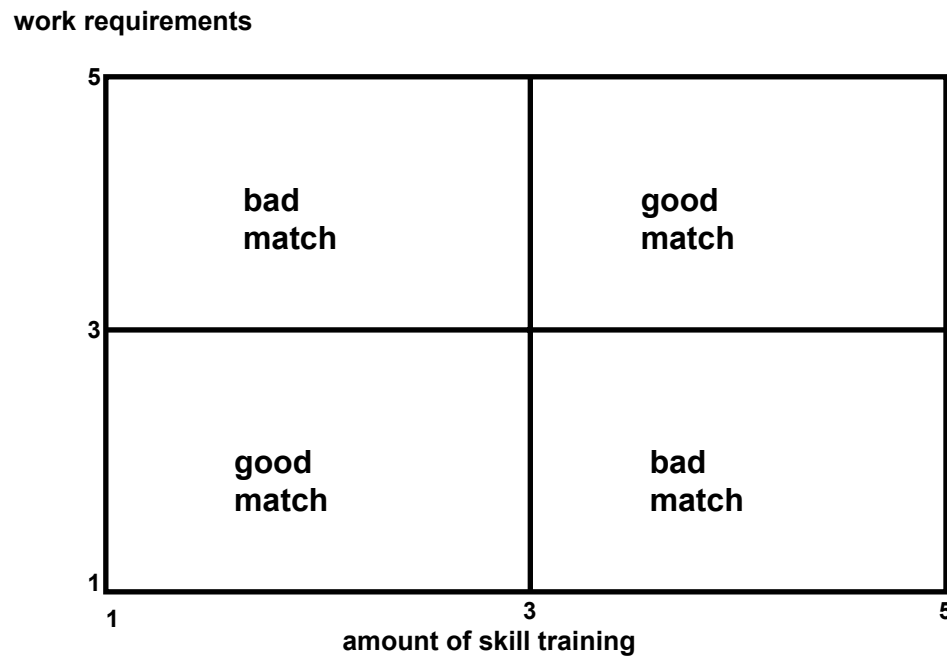 work requirements
5
bad
match
good
match
3
good
match
bad
match
1
1
3
5
amount of skill training